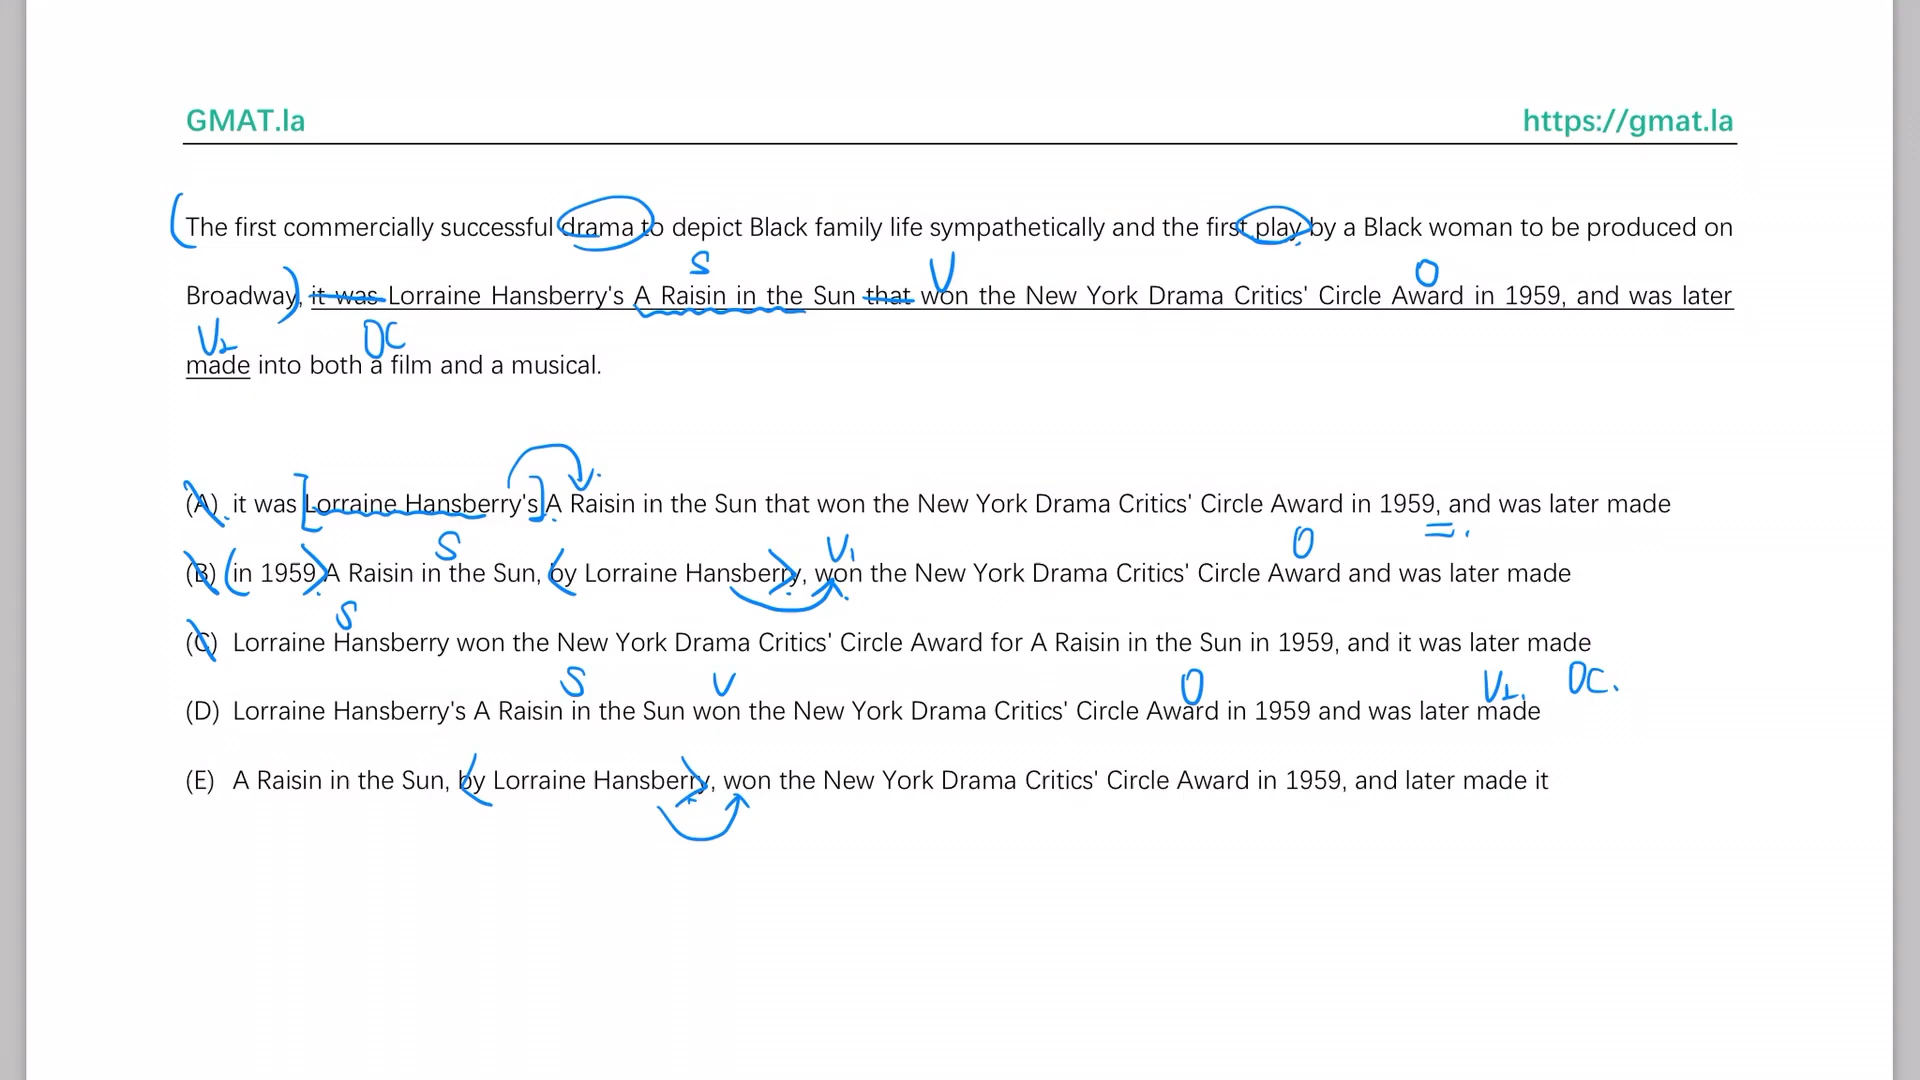 GMAT.la https://gmat.la
The first commercially successful drama to depict Black family life sympathetically and the first play by a Black woman to be produced on
S V O
Broadway, it was Lorraine Hansberry's A Raisin in the Sun that won the New York Drama Critics' Circle Award in 1959, and was later
V2 OC
made into both a film and a musical.
(A) it was Lorraine Hansberry's A Raisin in the Sun that won the New York Drama Critics' Circle Award in 1959, and was later made
S V1 O
(B) in 1959 A Raisin in the Sun, by Lorraine Hansberry, won the New York Drama Critics' Circle Award and was later made
S
(C) Lorraine Hansberry won the New York Drama Critics' Circle Award for A Raisin in the Sun in 1959, and it was later made
S V O V2. OC.
(D) Lorraine Hansberry's A Raisin in the Sun won the New York Drama Critics' Circle Award in 1959 and was later made
(E) A Raisin in the Sun, by Lorraine Hansberry, won the New York Drama Critics' Circle Award in 1959, and later made it